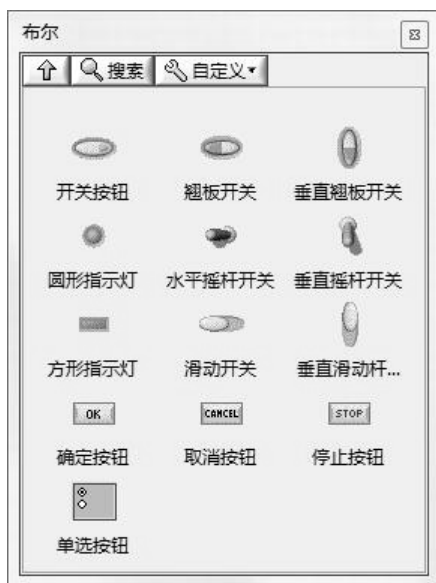 布尔
搜索 自定义
开关按钮 翘板开关 垂直翘板开关
圆形指示灯 水平摇杆开关 垂直摇杆开关
方形指示灯 滑动开关 垂直滑动杆...
OK CANCEL STOP
确定按钮 取消按钮 停止按钮
单选按钮